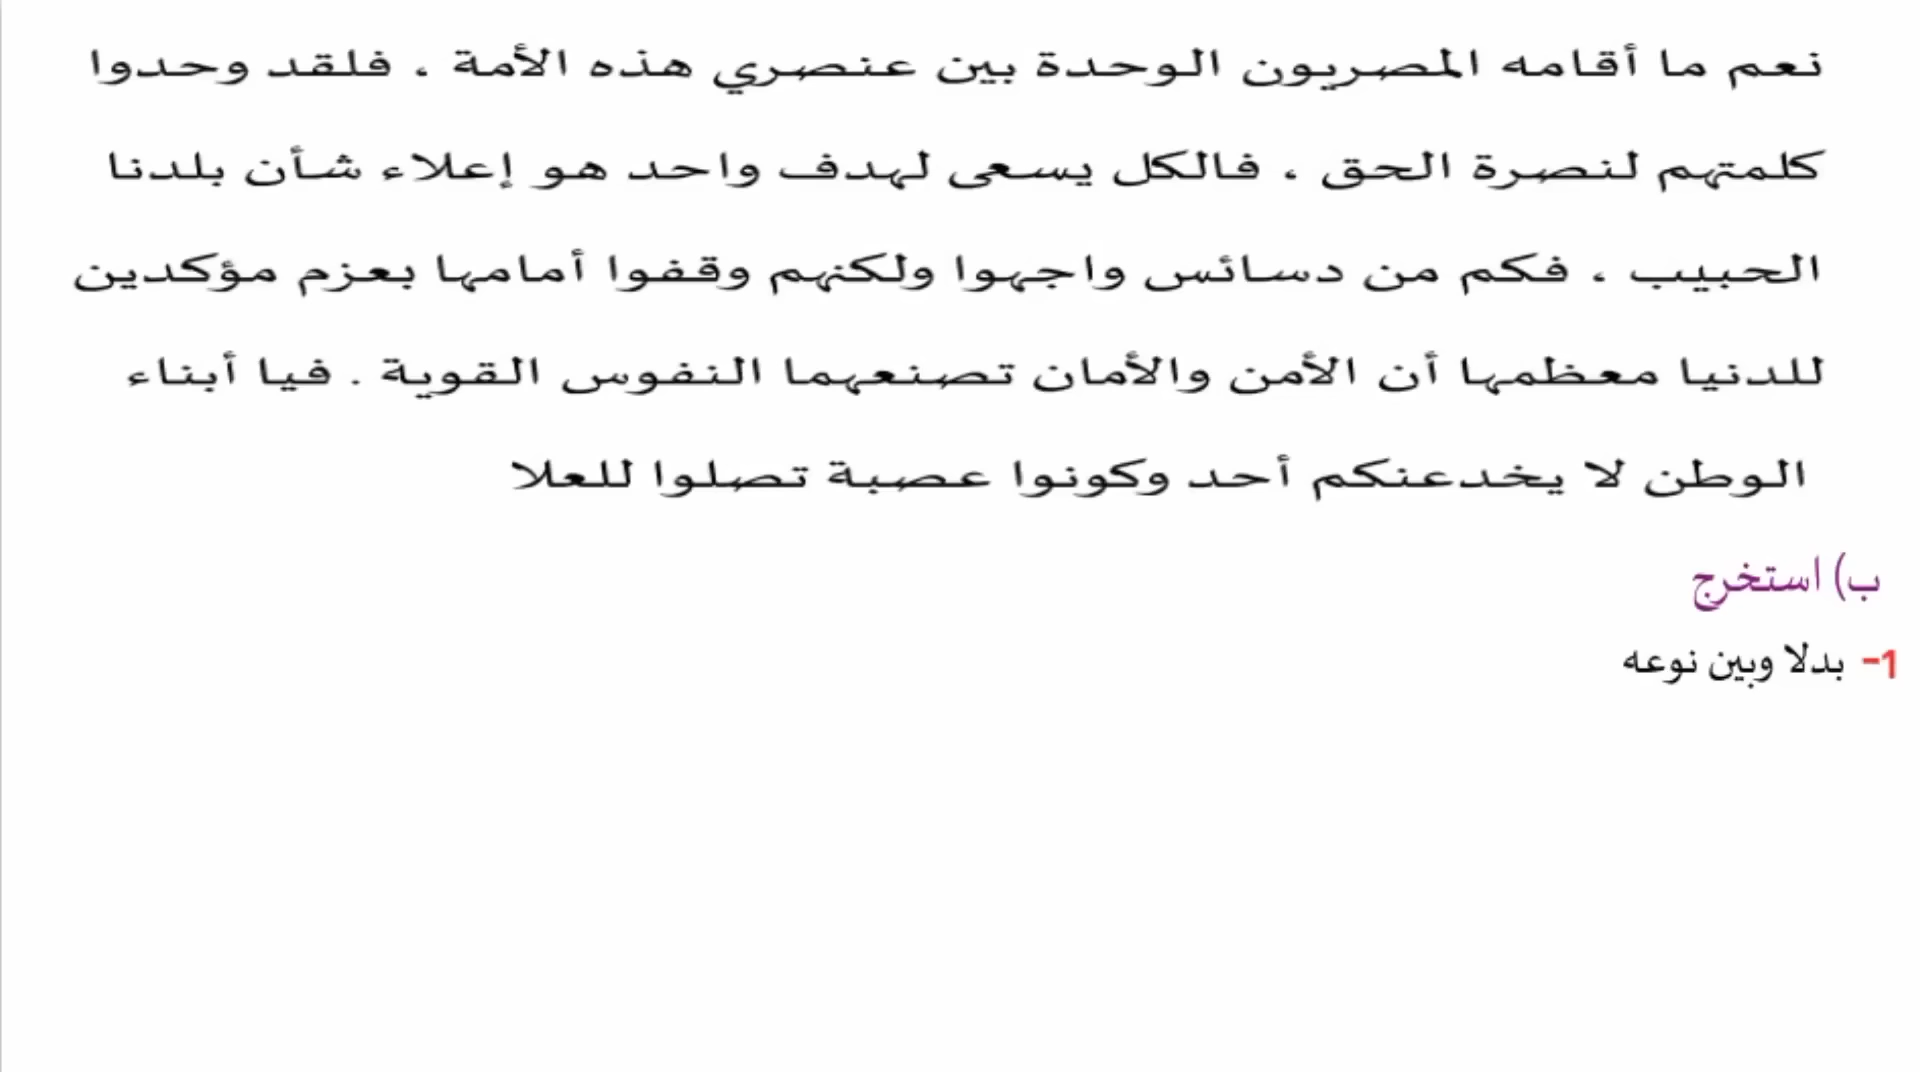 نعم ما أقامه المصريون الوحدة بين عنصري هذه الأمة ، فلقد وحدوا
كلمتهم لنصرة الحق ، فالكل يسعى لهدف واحد هو إعلاء شأن بلدنا
الحبيب ، فكم من دسائس واجهوا ولكنهم وقفوا أمامها بعزم مؤكدين
للدنيا معظمها أن الأمن والأمان تصنعهما النفوس القوية . فيا أبناء
الوطن لا يخدعنكم أحد وكونوا عصبة تصلوا للعلا
ب) استخرج
1- بدلا وبين نوعه